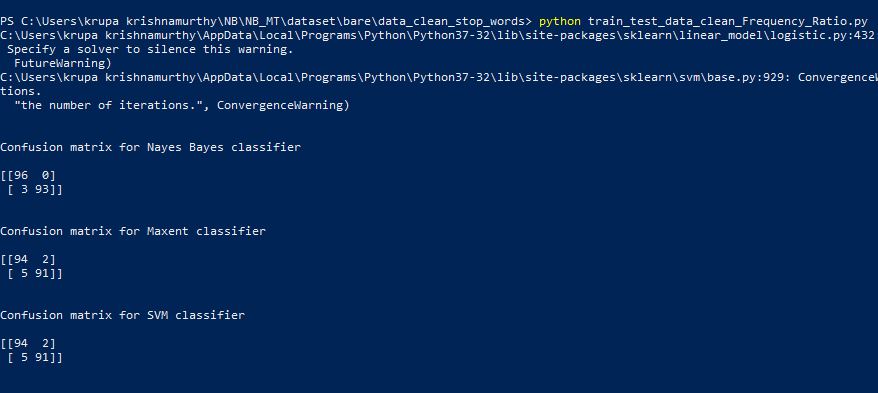 PS C:\Users\krupa krishnamurthy\NB\NB_MT\dataset\bare\data_clean_stop_words> python train_test_data_clean_Frequency_Ratio.py
C:\Users\krupa krishnamurthy\AppData\Local\Programs\Python\Python37-32\lib\site-packages\sklearn\linear_model\logistic.py:432
 Specify a solver to silence this warning.
  FutureWarning)
C:\Users\krupa krishnamurthy\AppData\Local\Programs\Python\Python37-32\lib\site-packages\sklearn\svm\base.py:929: ConvergenceW
tions.
  "the number of iterations.", ConvergenceWarning)
Confusion matrix for Nayes Bayes classifier
[[96  0]
 [ 3 93]]
Confusion matrix for Maxent classifier
[[94  2]
 [ 5 91]]
Confusion matrix for SVM classifier
[[94  2]
 [ 5 91]]